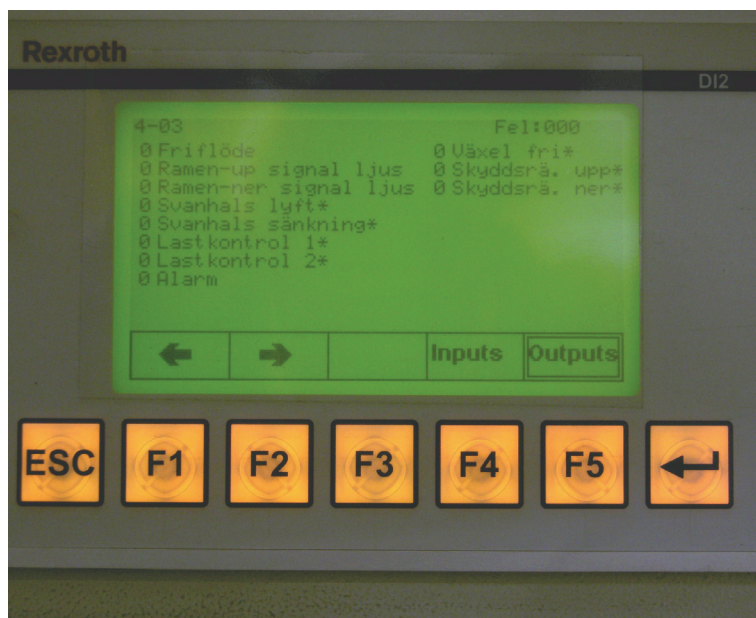 Rexroth
DI2
4-03 Fel:000
0 Friflöde 0 Växel fri*
0 Ramen-up signal ljus 0 Skyddsrä. upp*
0 Ramen-ner signal ljus 0 Skyddsrä. ner*
0 Svanhals lyft*
0 Svanhals sänkning*
0 Lastkontrol 1*
0 Lastkontrol 2*
0 Alarm
Inputs Outputs
ESC F1 F2 F3 F4 F5